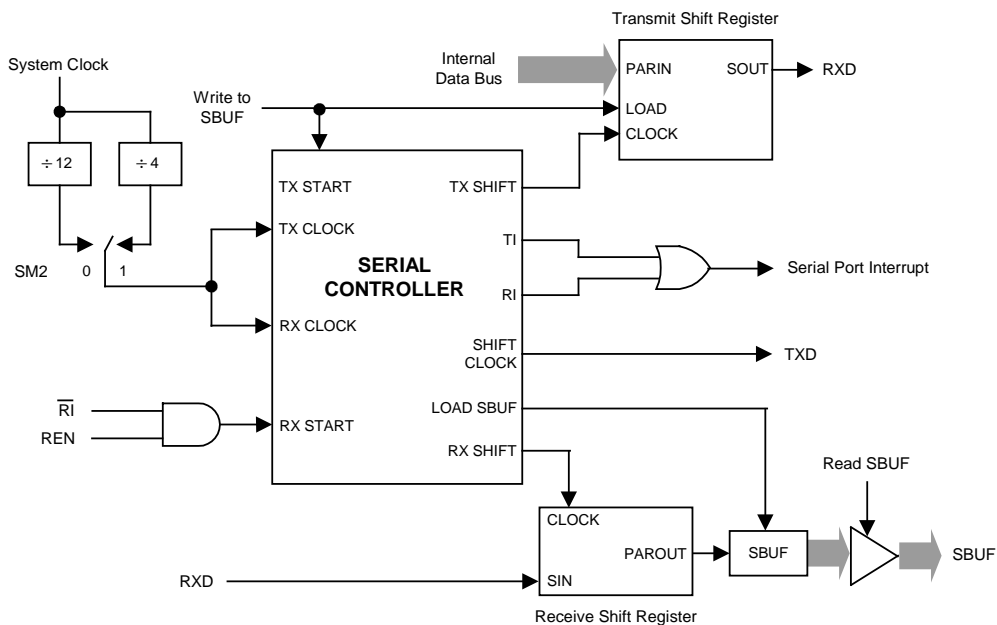 Transmit Shift Register
System Clock
Internal
Data Bus
PARIN
SOUT
RXD
Write to
SBUF
LOAD
CLOCK
÷ 12
÷ 4
TX START
TX SHIFT
TX CLOCK
TI
SM2
0
1
SERIAL
CONTROLLER
Serial Port Interrupt
RI
RX CLOCK
SHIFT
CLOCK
TXD
R̅I̅
REN
RX START
LOAD SBUF
RX SHIFT
Read SBUF
CLOCK
PAROUT
SBUF
SBUF
RXD
SIN
Receive Shift Register